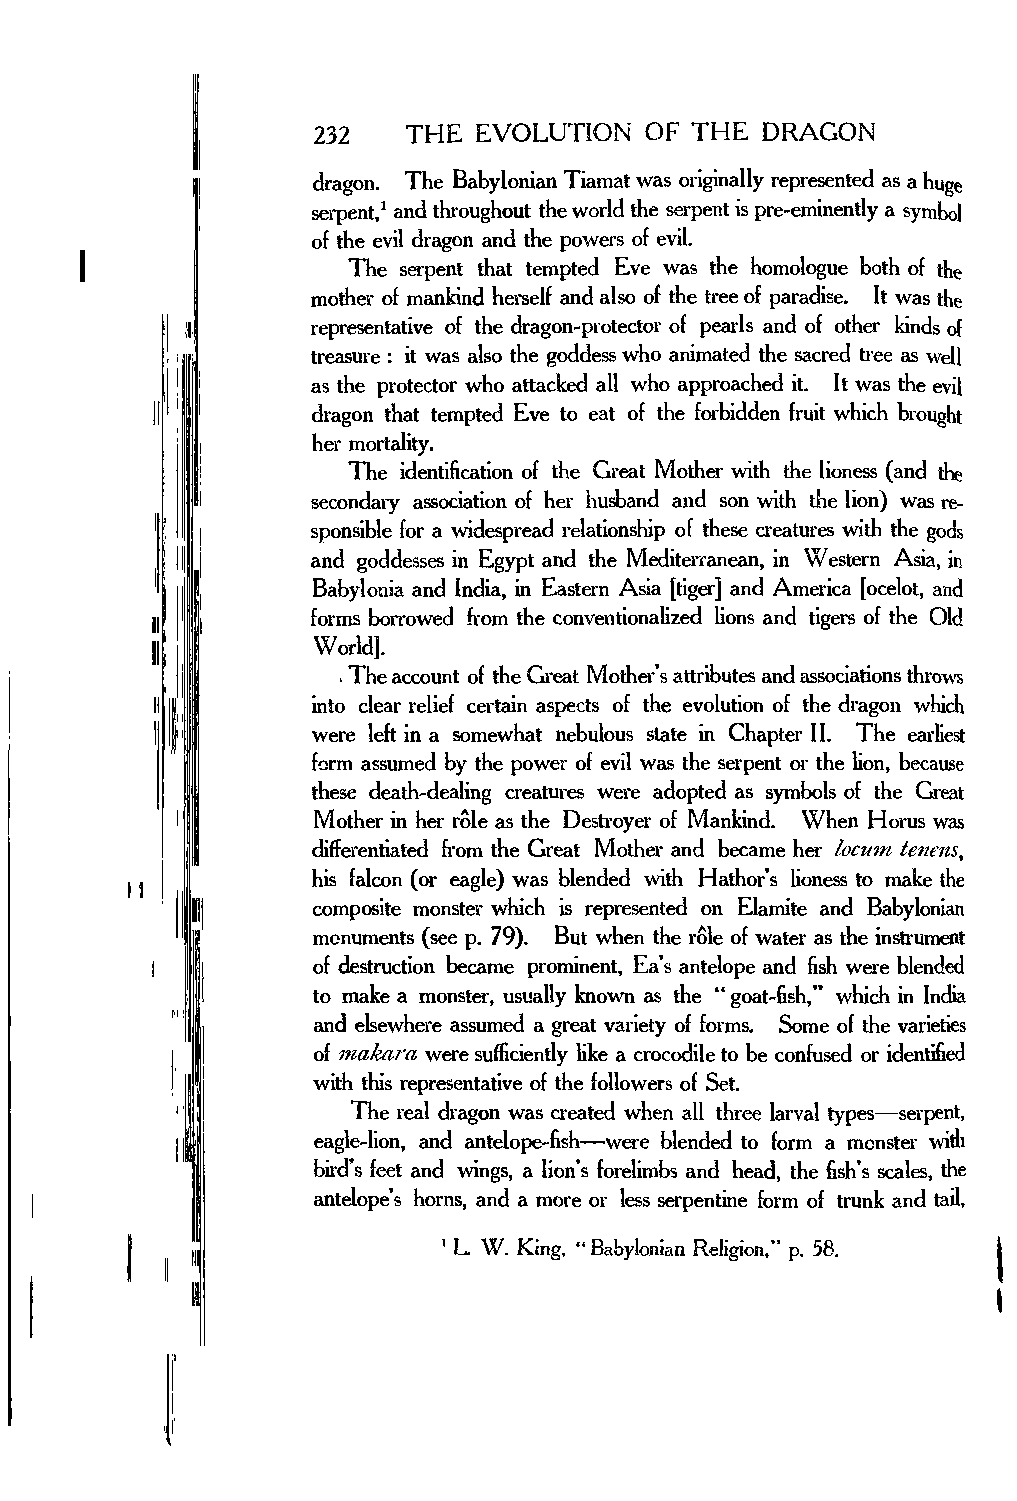 232 THE EVOLUTION OF THE DRAGON
dragon. The Babylonian Tiamat was originally represented as a huge
serpent,¹ and throughout the world the serpent is pre-eminently a symbol
of the evil dragon and the powers of evil.
The serpent that tempted Eve was the homologue both of the
mother of mankind herself and also of the tree of paradise. It was the
representative of the dragon-protector of pearls and of other kinds of
treasure : it was also the goddess who animated the sacred tree as well
as the protector who attacked all who approached it. It was the evil
dragon that tempted Eve to eat of the forbidden fruit which brought
her mortality.
The identification of the Great Mother with the lioness (and the
secondary association of her husband and son with the lion) was re-
sponsible for a widespread relationship of these creatures with the gods
and goddesses in Egypt and the Mediterranean, in Western Asia, in
Babylonia and India, in Eastern Asia [tiger] and America [ocelot, and
forms borrowed from the conventionalized lions and tigers of the Old
World].
The account of the Great Mother's attributes and associations throws
into clear relief certain aspects of the evolution of the dragon which
were left in a somewhat nebulous state in Chapter II. The earliest
form assumed by the power of evil was the serpent or the lion, because
these death-dealing creatures were adopted as symbols of the Great
Mother in her rôle as the Destroyer of Mankind. When Horus was
differentiated from the Great Mother and became her locum tenens,
his falcon (or eagle) was blended with Hathor's lioness to make the
composite monster which is represented on Elamite and Babylonian
monuments (see p. 79). But when the rôle of water as the instrument
of destruction became prominent, Ea's antelope and fish were blended
to make a monster, usually known as the "goat-fish," which in India
and elsewhere assumed a great variety of forms. Some of the varieties
of makara were sufficiently like a crocodile to be confused or identified
with this representative of the followers of Set.
The real dragon was created when all three larval types—serpent,
eagle-lion, and antelope-fish—were blended to form a monster with
bird's feet and wings, a lion's forelimbs and head, the fish's scales, the
antelope's horns, and a more or less serpentine form of trunk and tail,
¹ L. W. King, "Babylonian Religion," p. 58.